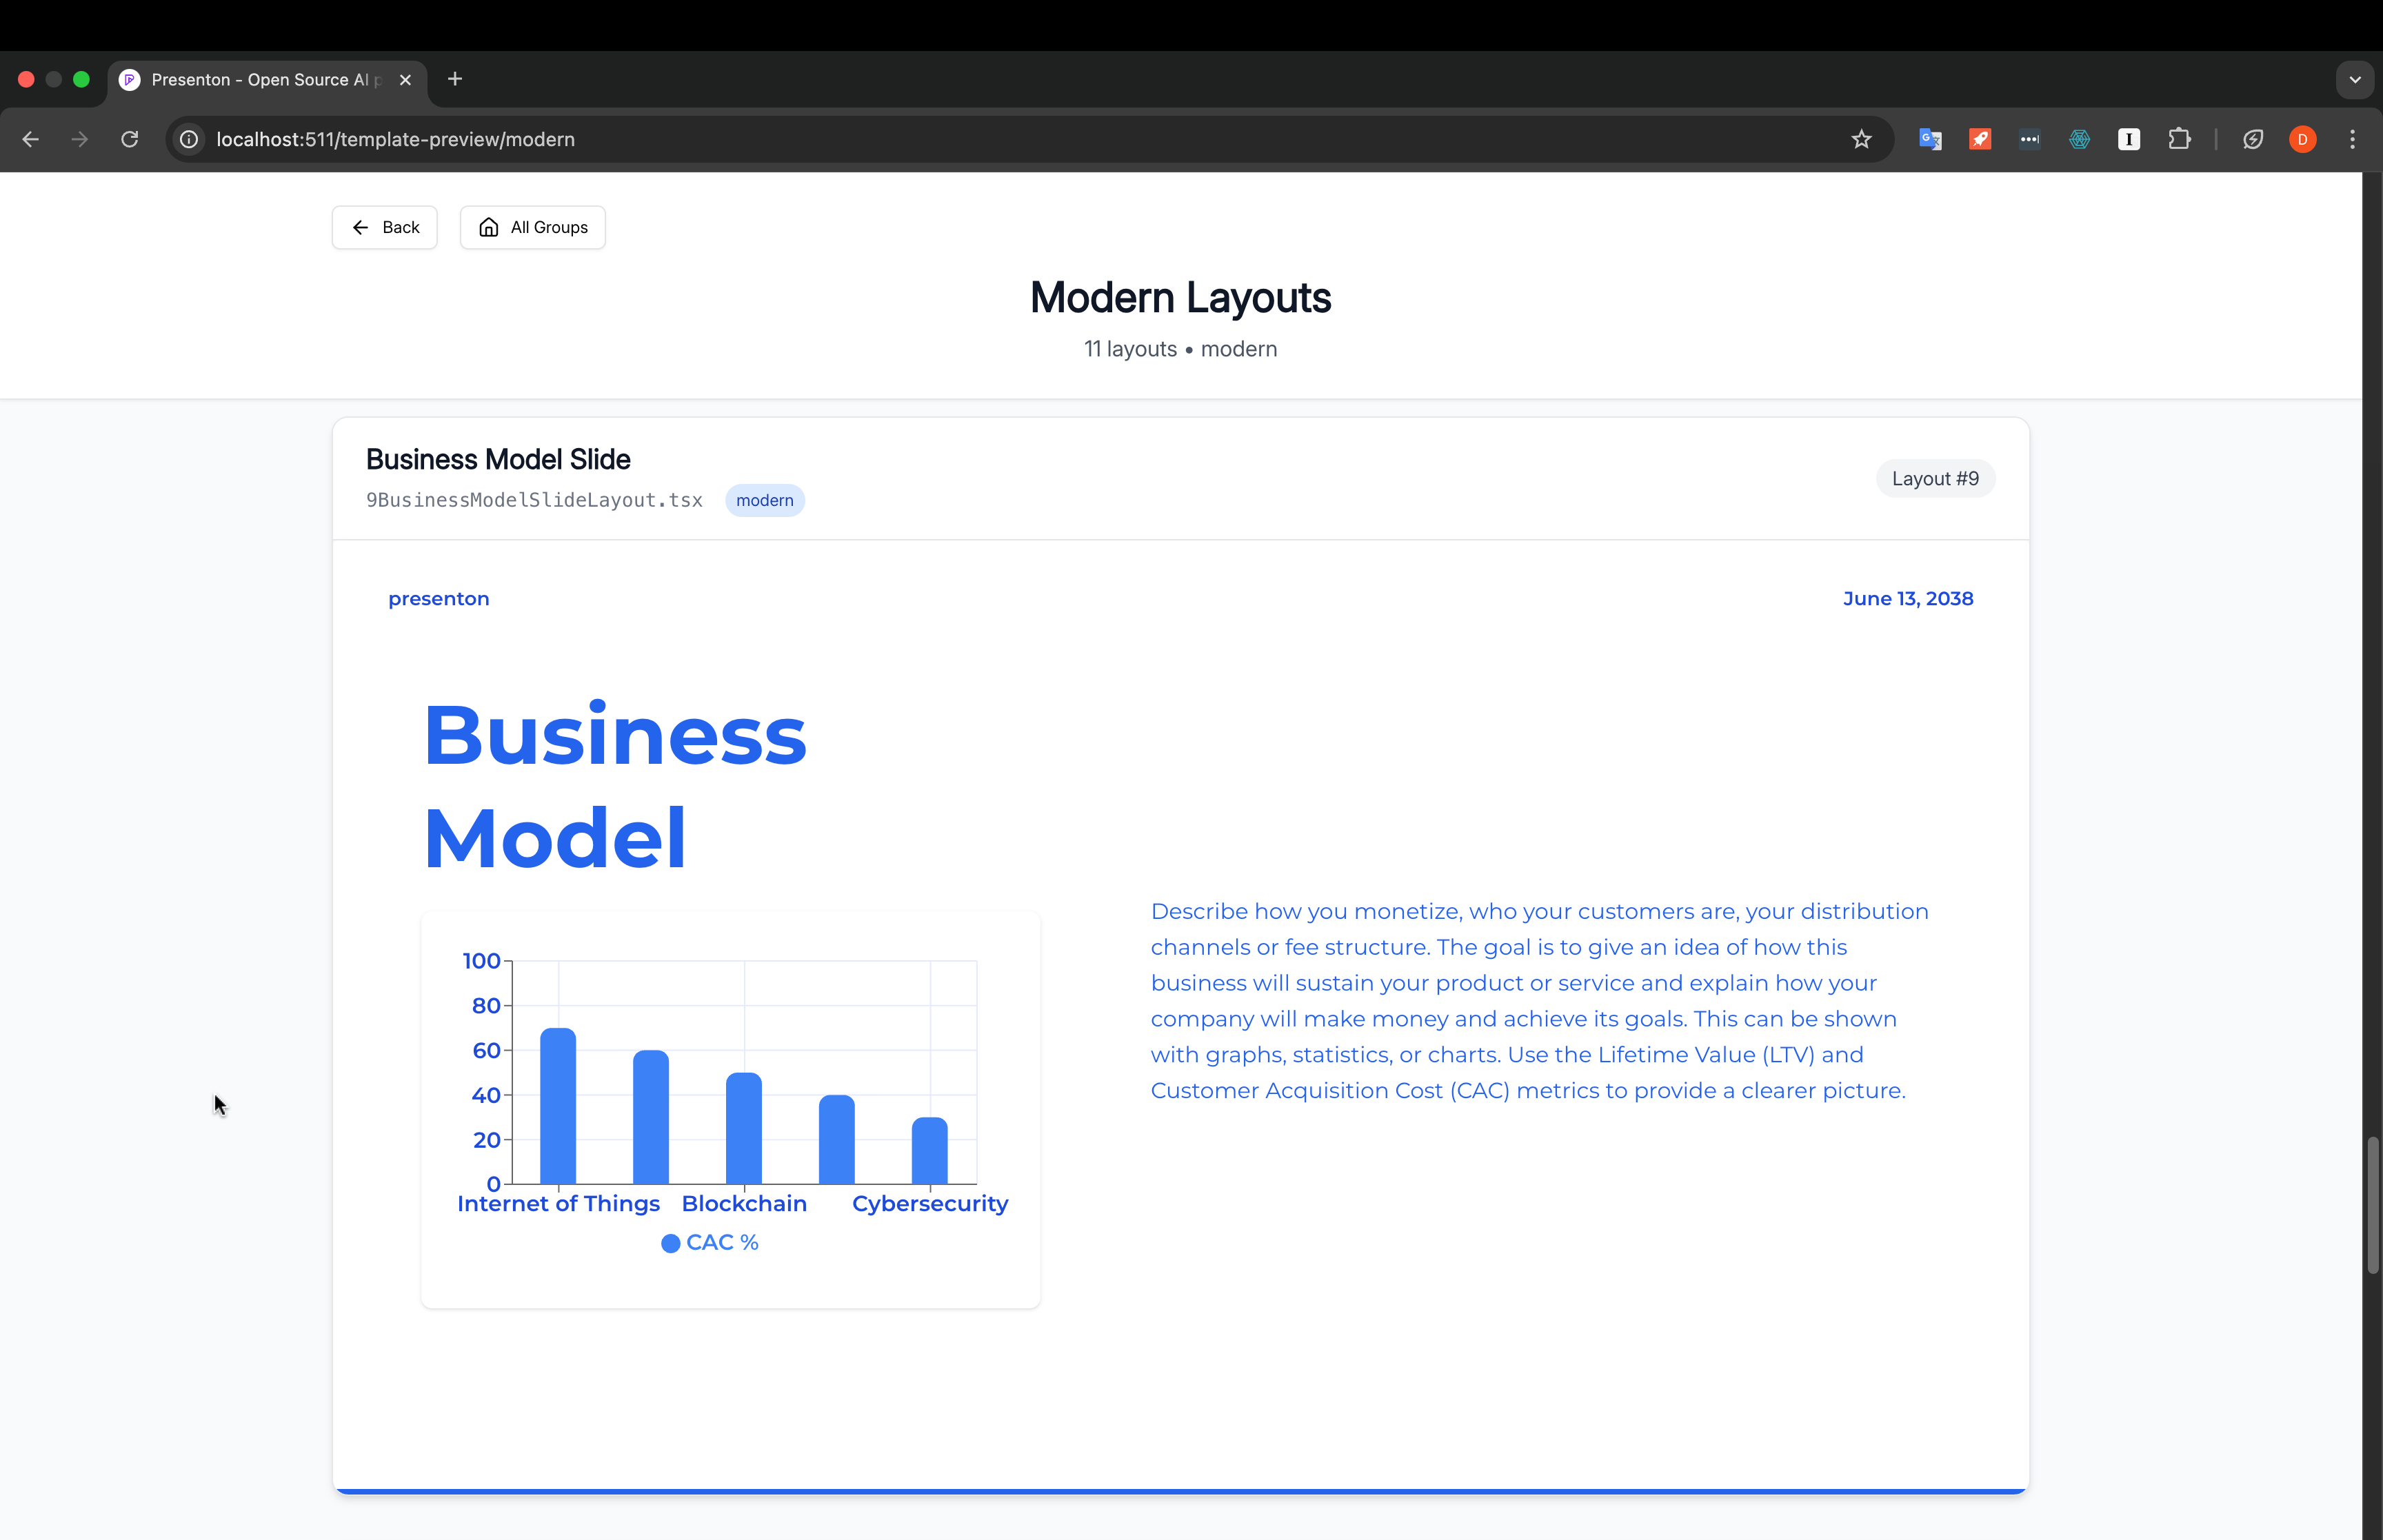 Presenton - Open Source AI
localhost:511/template-preview/modern
D
Back
All Groups
Modern Layouts
11 layouts • modern
Business Model Slide
9BusinessModelSlideLayout.tsx
modern
Layout #9
presenton
June 13, 2038
Business
Model
100
80
60
40
20
0
Internet of Things
Blockchain
Cybersecurity
CAC %
Describe how you monetize, who your customers are, your distribution
channels or fee structure. The goal is to give an idea of how this
business will sustain your product or service and explain how your
company will make money and achieve its goals. This can be shown
with graphs, statistics, or charts. Use the Lifetime Value (LTV) and
Customer Acquisition Cost (CAC) metrics to provide a clearer picture.